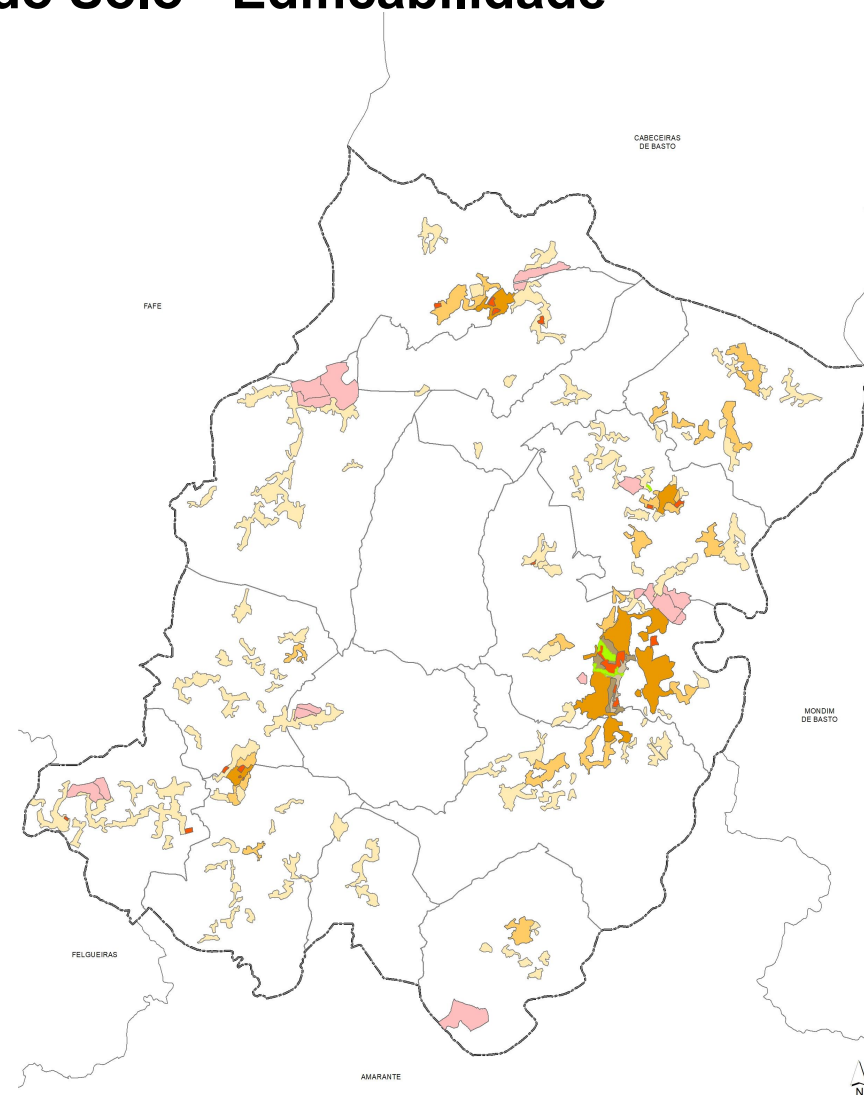 do Solo - Edificabilidade
CABECEIRAS
DE BASTO
FAFE
MONDIM
DE BASTO
FELGUEIRAS
AMARANTE
N